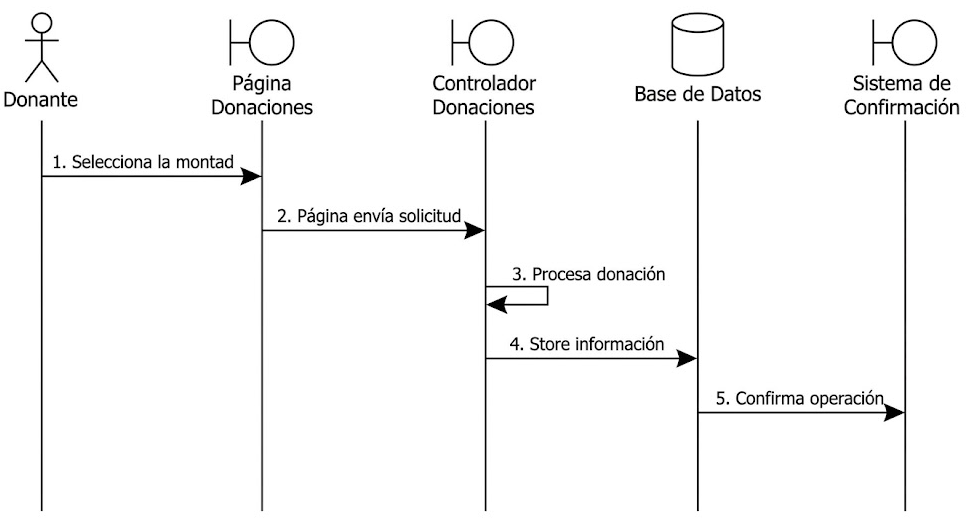 Donante
Página
Donaciones
Controlador
Donaciones
Base de Datos
Sistema de
Confirmación
1. Selecciona la montad
2. Página envía solicitud
3. Procesa donación
4. Store información
5. Confirma operación